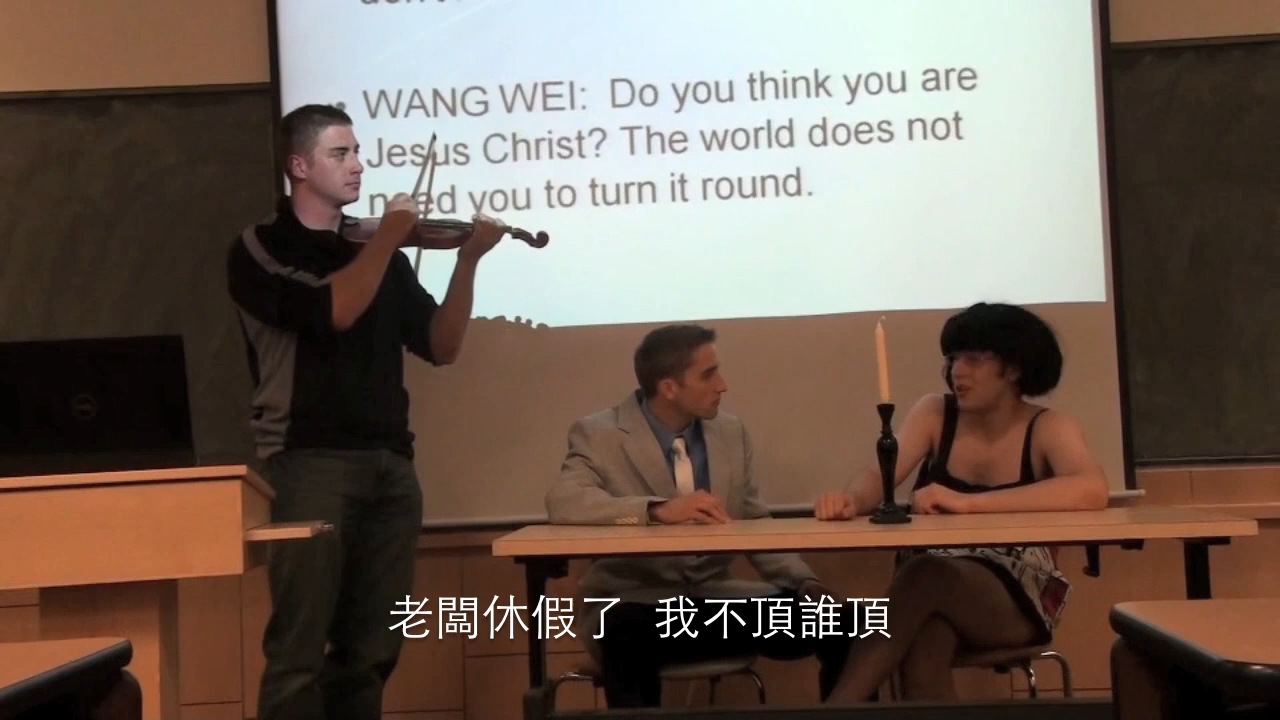 WANG WEI: Do you think you are
Jesus Christ? The world does not
need you to turn it round.
老闆休假了 我不頂誰頂